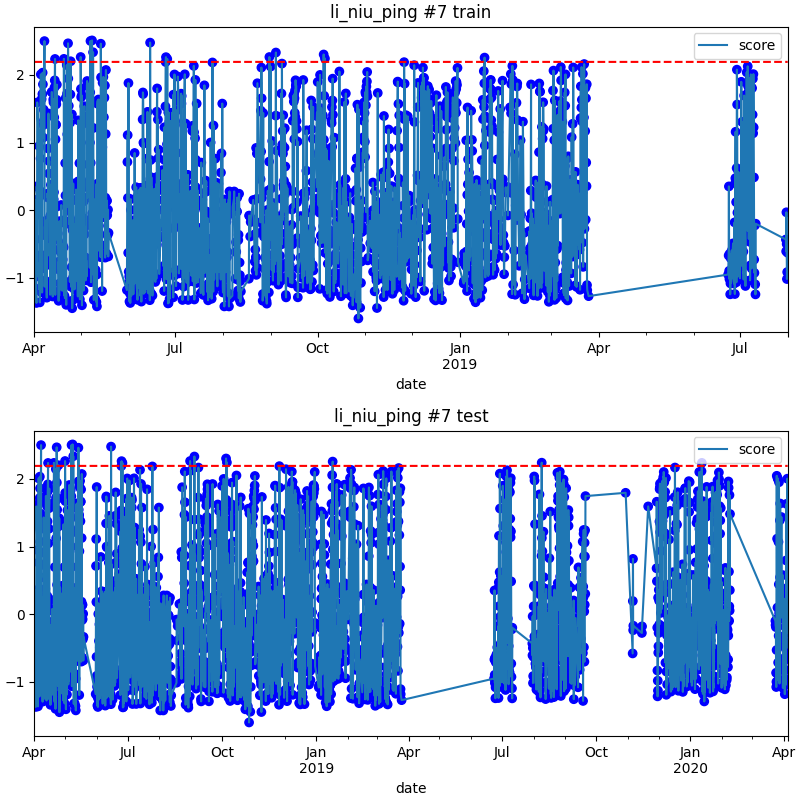 li_niu_ping #7 train
score
2
1
0
−1
Apr Jul Oct Jan Apr Jul
2019
date
li_niu_ping #7 test
score
2
1
0
−1
Apr Jul Oct Jan Apr Jul Oct Jan Apr
2019 2020
date